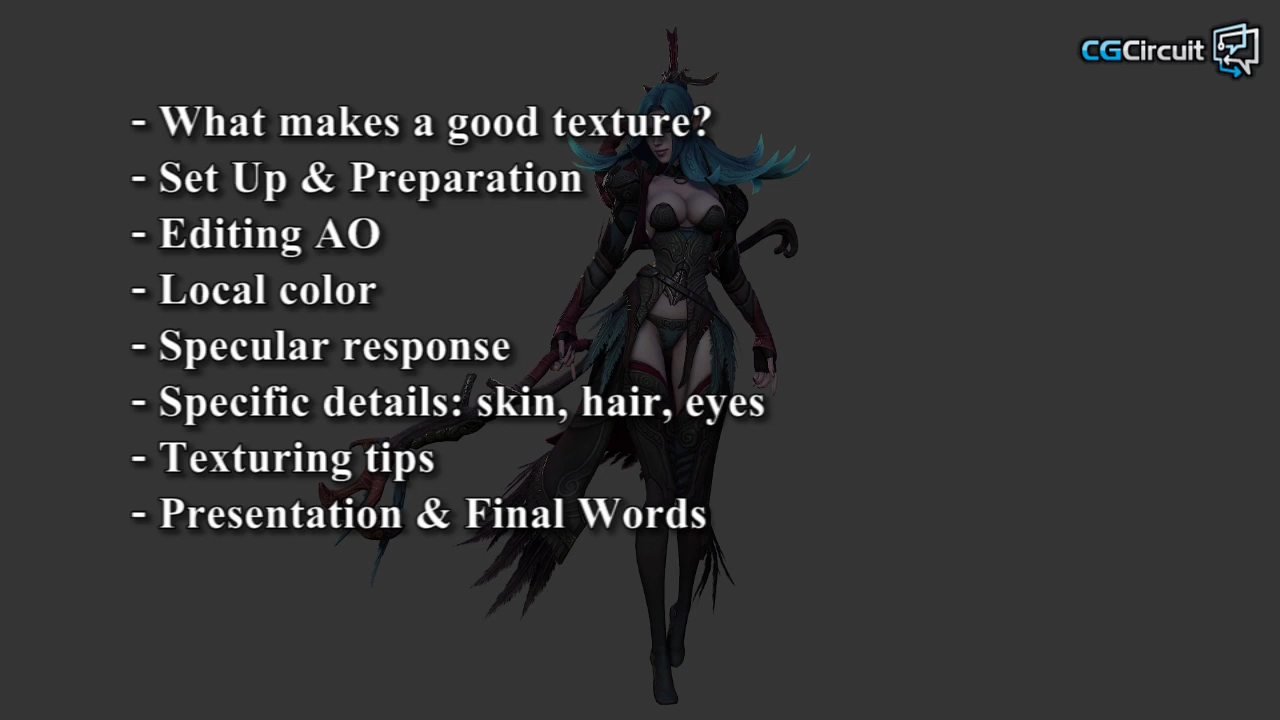 CGCircuit
- What makes a good texture?
- Set Up & Preparation
- Editing AO
- Local color
- Specular response
- Specific details: skin, hair, eyes
- Texturing tips
- Presentation & Final Words